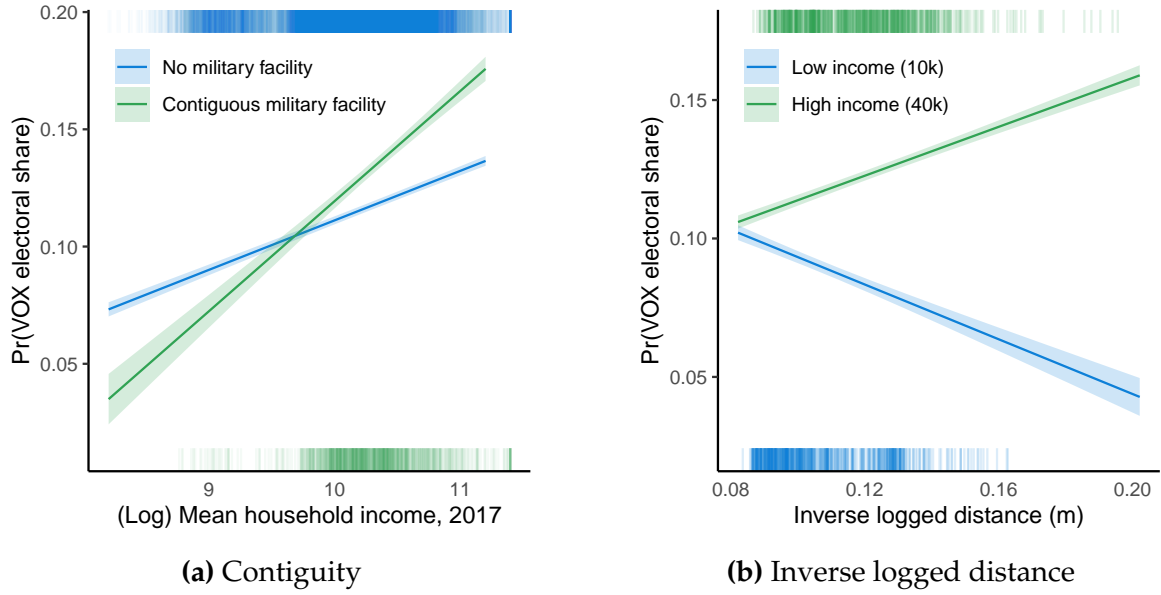 0.20
0.15
0.10
0.05
Pr(VOX electoral share)
No military facility
Contiguous military facility
9
10
11
(Log) Mean household income, 2017
(a) Contiguity
0.15
0.10
0.05
Pr(VOX electoral share)
Low income (10k)
High income (40k)
0.08
0.12
0.16
0.20
Inverse logged distance (m)
(b) Inverse logged distance